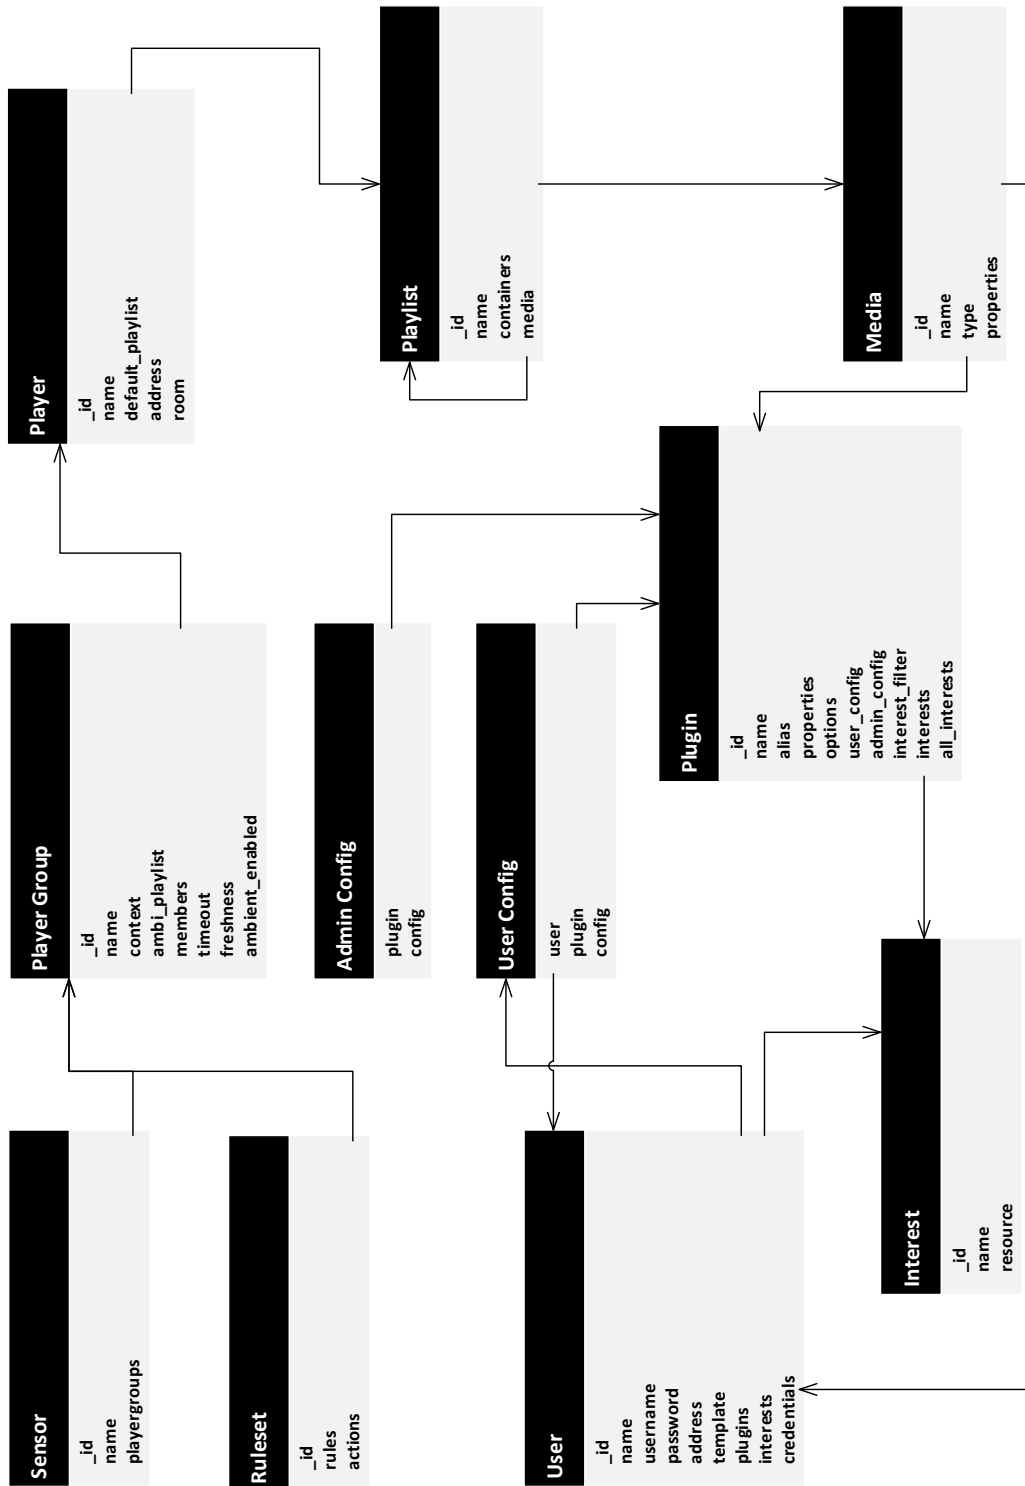 Sensor
_id
name
playergroups
Player Group
_id
name
context
ambi_playlist
members
timeout
freshness
ambient_enabled
Player
_id
name
default_playlist
address
room
Ruleset
_id
rules
actions
Admin Config
plugin
config
Playlist
_id
name
containers
media
User
_id
name
username
password
address
template
plugins
interests
credentials
User Config
user
plugin
config
Plugin
_id
name
alias
properties
options
user_config
admin_config
interest_filter
interests
all_interests
Interest
_id
name
resource
Media
_id
name
type
properties